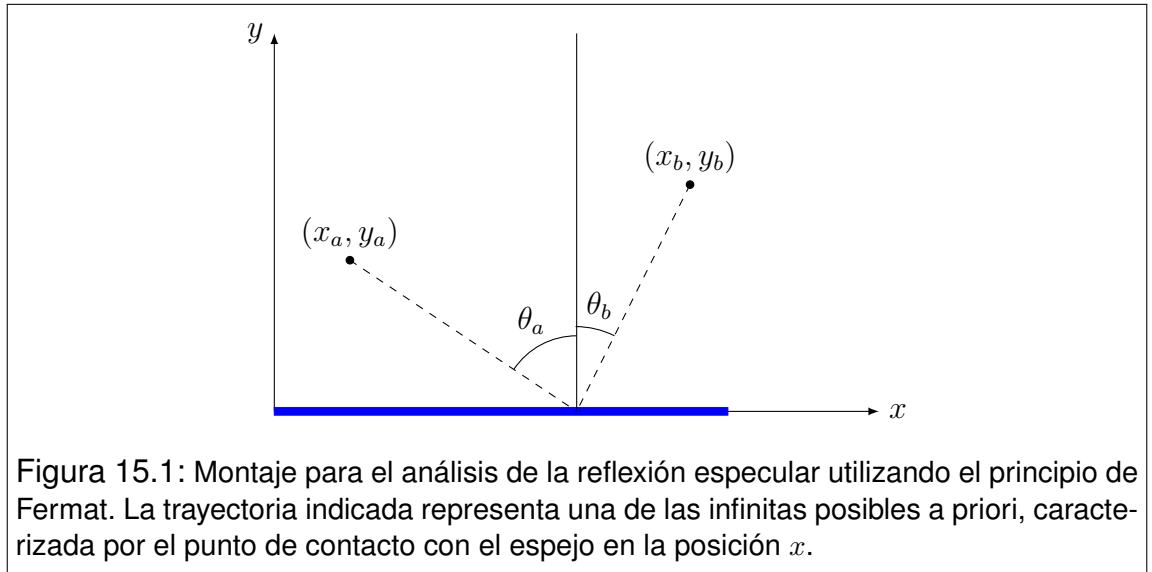 y
(x_b, y_b)
(x_a, y_a)
θ_b
θ_a
x
Figura 15.1: Montaje para el análisis de la reflexión especular utilizando el principio de
Fermat. La trayectoria indicada representa una de las infinitas posibles a priori, caracte-
rizada por el punto de contacto con el espejo en la posición x.